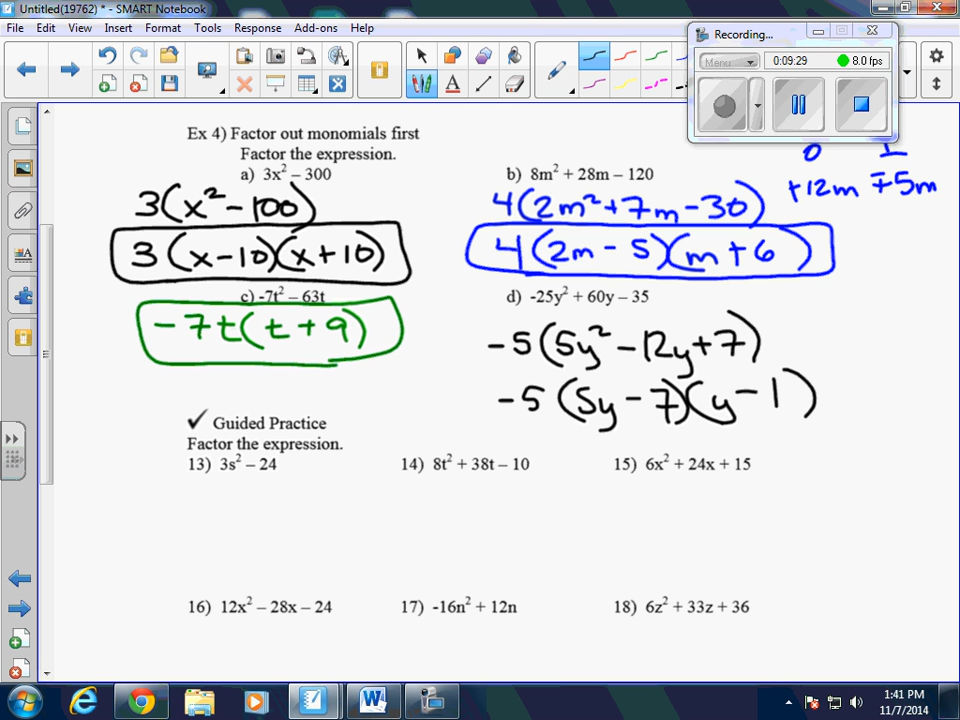 Untitled(19762) * - SMART Notebook
File Edit View Insert Format Tools Response Add-ons Help
Recording...
Menu 0:09:29 8.0 fps
Ex 4) Factor out monomials first
Factor the expression.
a) 3x² – 300 b) 8m² + 28m – 120
+12m ∓5m
3(x² - 100) 4(2m² + 7m - 30)
3(x - 10)(x + 10) 4(2m - 5)(m + 6)
c) -7t² – 63t d) -25y² + 60y – 35
-7t(t + 9) -5(5y² - 12y + 7)
-5(5y - 7)(y - 1)
✓ Guided Practice
Factor the expression.
13) 3s² – 24 14) 8t² + 38t – 10 15) 6x² + 24x + 15
16) 12x² – 28x – 24 17) -16n² + 12n 18) 6z² + 33z + 36
1:41 PM
11/7/2014